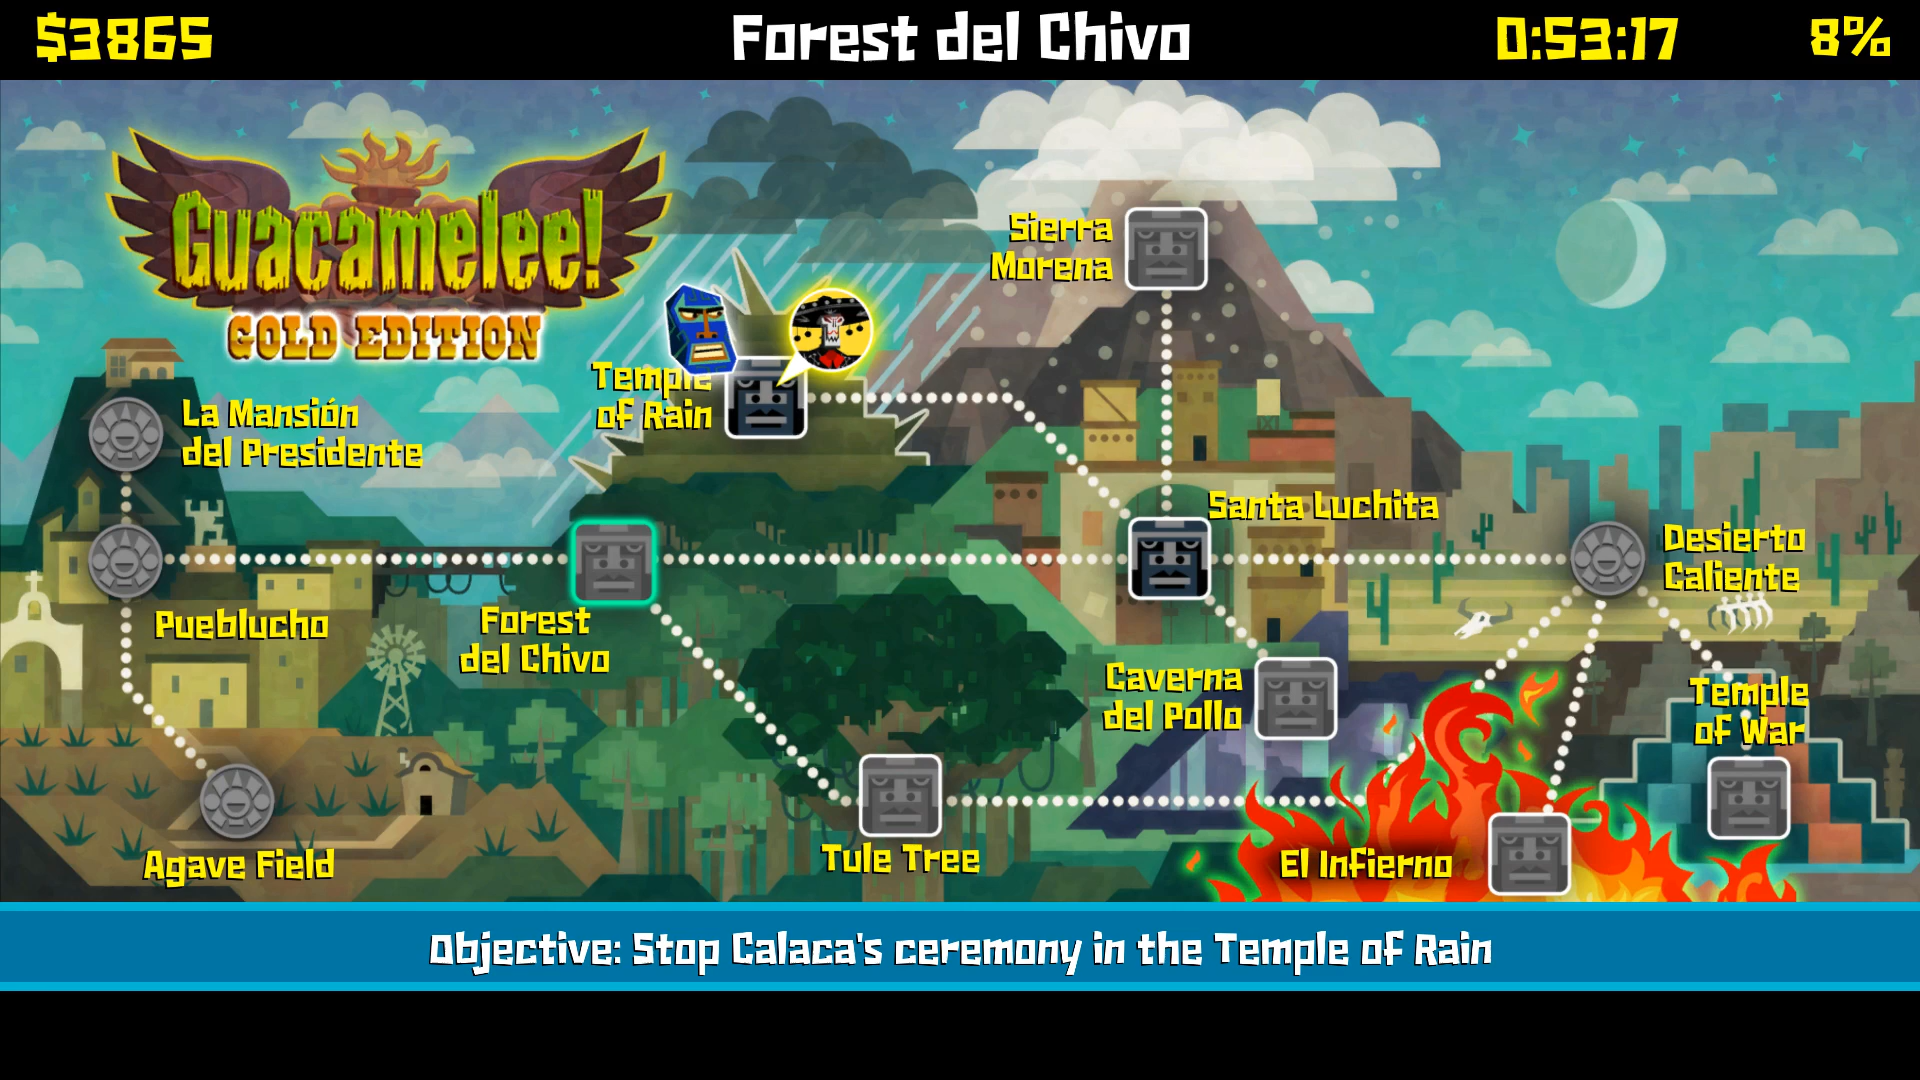 $3865
Forest del Chivo
0:53:17
8%
Guacamelee!
GOLD EDITION
Sierra
Morena
Temple
of Rain
La Mansión
del Presidente
Santa Luchita
Desierto
Caliente
Pueblucho
Forest
del Chivo
Caverna
del Pollo
Temple
of War
Agave Field
Tule Tree
El Infierno
Objective: Stop Calaca's ceremony in the Temple of Rain